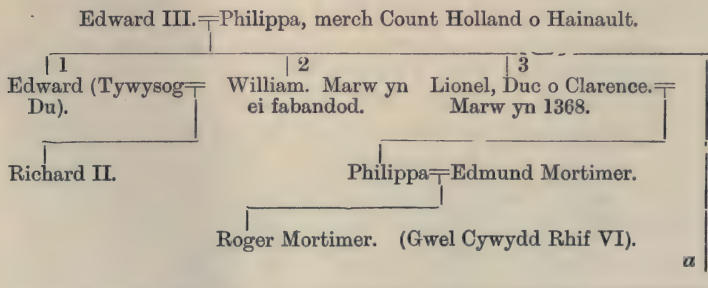 Edward III.=Philippa, merch Count Holland o Hainault.
1 2 3
Edward (Tywysog= William. Marw yn Lionel, Duc o Clarence.=
Du). ei fabandod. Marw yn 1368.
Richard II. Philippa=Edmund Mortimer.
Roger Mortimer. (Gwel Cywydd Rhif VI).
a